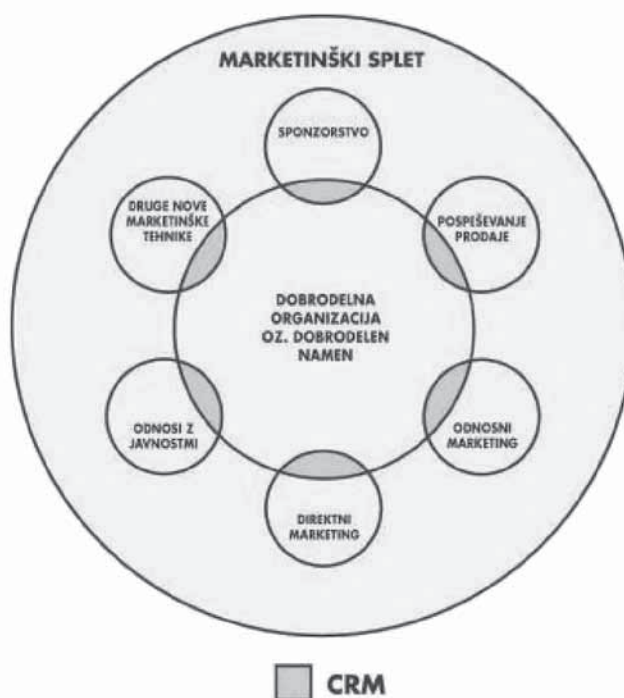 MARKETINŠKI SPLET
SPONZORSTVO
DRUGE NOVE
MARKETINŠKE
TEHNIKE
POSPEŠEVANJE
PRODAJE
DOBRODELNA
ORGANIZACIJA
OZ. DOBRODELEN
NAMEN
ODNOSI Z
JAVNOSTMI
ODNOSNI
MARKETING
DIREKTNI
MARKETING
CRM